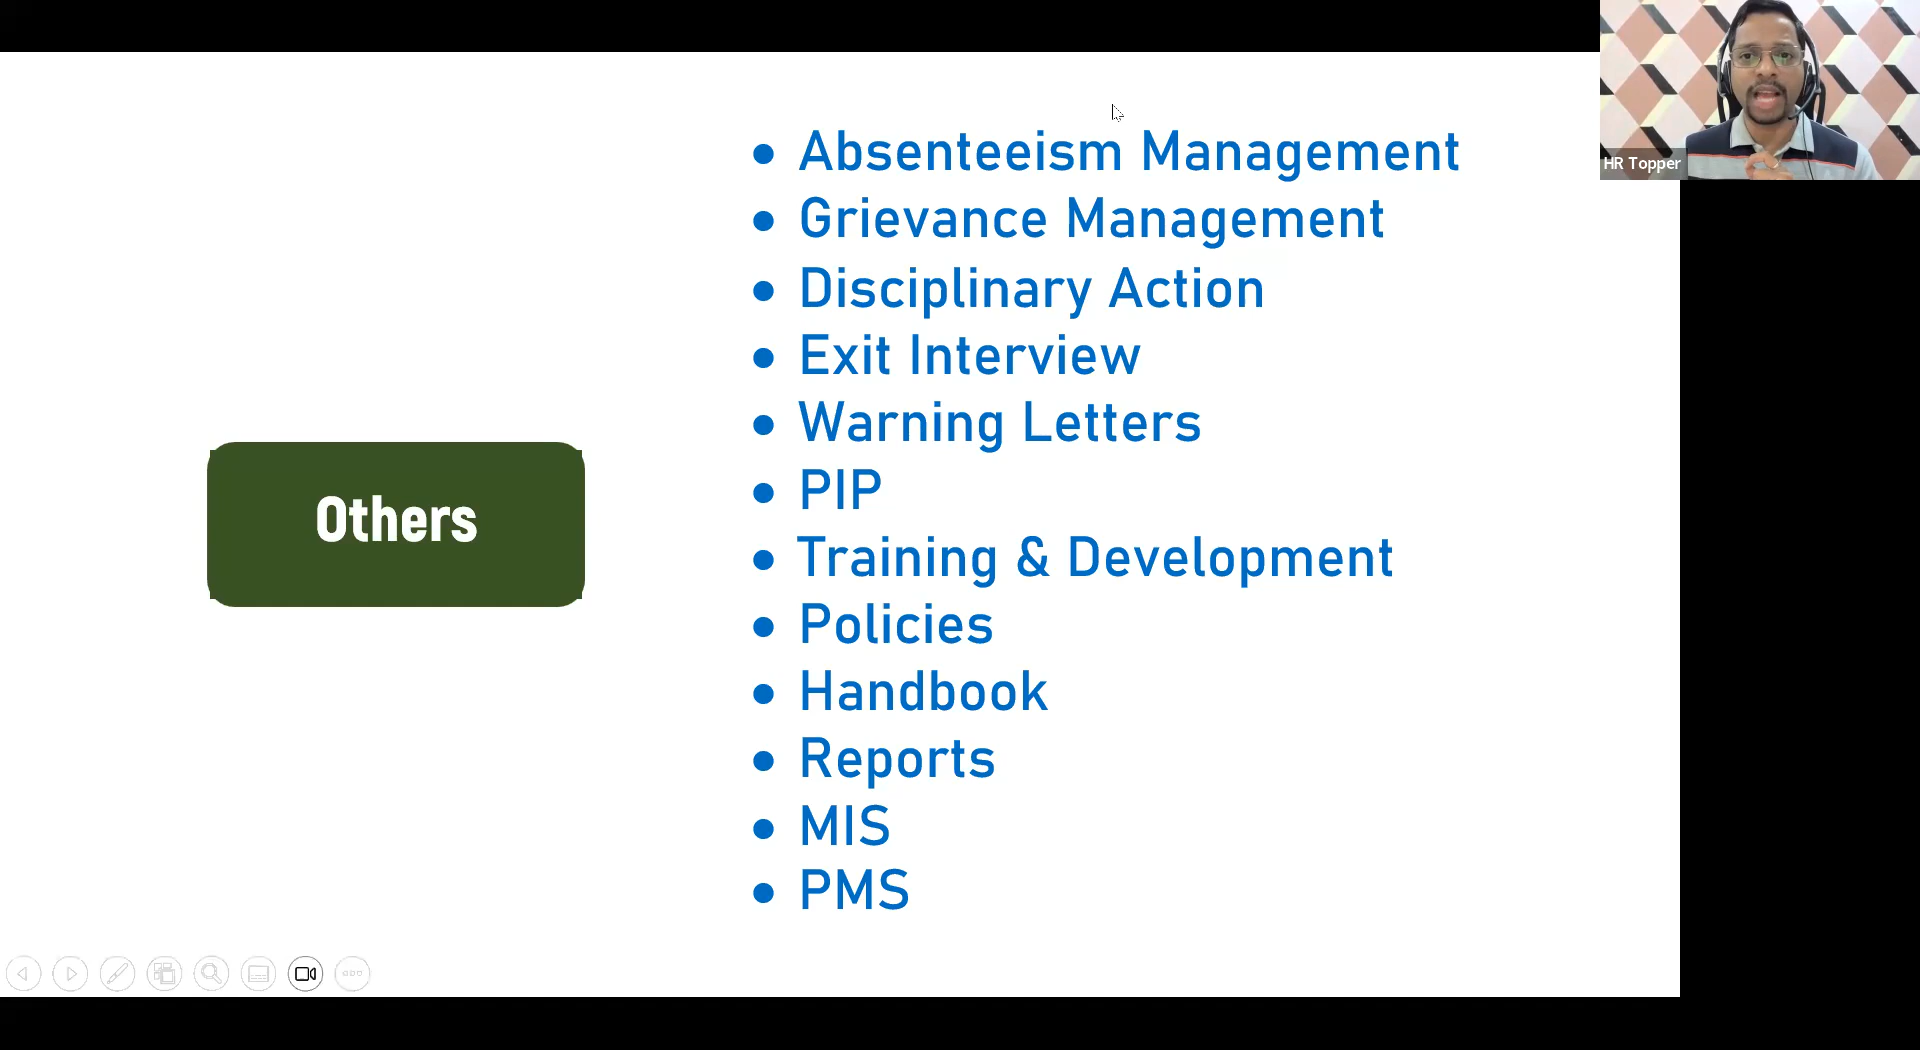 HR Topper
Others
• Absenteeism Management
• Grievance Management
• Disciplinary Action
• Exit Interview
• Warning Letters
• PIP
• Training & Development
• Policies
• Handbook
• Reports
• MIS
• PMS